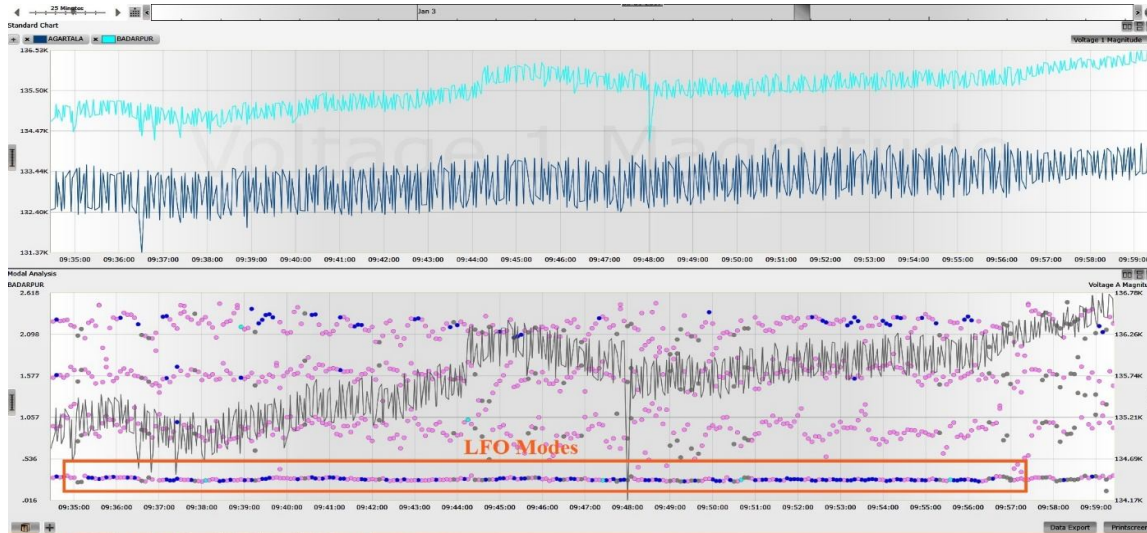 25 Minutes
Jan 3
Standard Chart
+ × AGARTALA × BADARPUR
Voltage 1 Magnitude
136.53K
135.50K
134.47K
133.44K
132.40K
131.37K
Voltage 1 Magnitude
09:35:00 09:36:00 09:37:00 09:38:00 09:39:00 09:40:00 09:41:00 09:42:00 09:43:00 09:44:00 09:45:00 09:46:00 09:47:00 09:48:00 09:49:00 09:50:00 09:51:00 09:52:00 09:53:00 09:54:00 09:55:00 09:56:00 09:57:00 09:58:00 09:59:00
Modal Analysis
BADARPUR
Voltage A Magnitu
2.618
2.098
1.577
1.057
.536
.016
136.78K
136.26K
135.74K
135.21K
134.69K
134.17K
LFO Modes
09:35:00 09:36:00 09:37:00 09:38:00 09:39:00 09:40:00 09:41:00 09:42:00 09:43:00 09:44:00 09:45:00 09:46:00 09:47:00 09:48:00 09:49:00 09:50:00 09:51:00 09:52:00 09:53:00 09:54:00 09:55:00 09:56:00 09:57:00 09:58:00 09:59:00
Data Export Printscreen